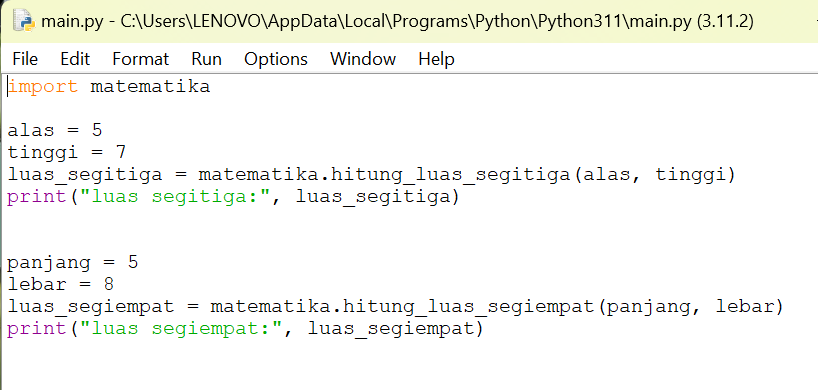 main.py - C:\Users\LENOVO\AppData\Local\Programs\Python\Python311\main.py (3.11.2)
File Edit Format Run Options Window Help
import matematika
alas = 5
tinggi = 7
luas_segitiga = matematika.hitung_luas_segitiga(alas, tinggi)
print("luas segitiga:", luas_segitiga)
panjang = 5
lebar = 8
luas_segiempat = matematika.hitung_luas_segiempat(panjang, lebar)
print("luas segiempat:", luas_segiempat)